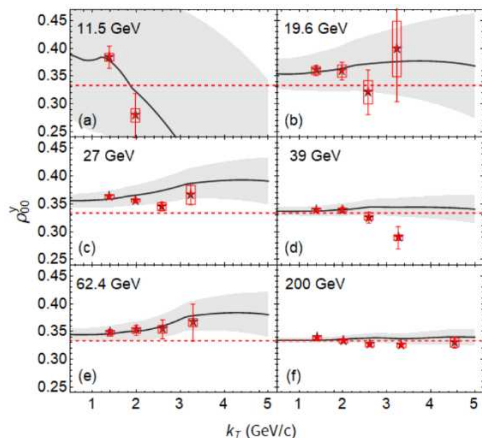 0.45
0.40
0.35
0.30
0.25
11.5 GeV
(a)
19.6 GeV
(b)
0.45
0.40
0.35
0.30
0.25
27 GeV
(c)
39 GeV
(d)
0.45
0.40
0.35
0.30
0.25
62.4 GeV
(e)
200 GeV
(f)
ρ^y_00
1 2 3 4 5 1 2 3 4 5
k_T (GeV/c)